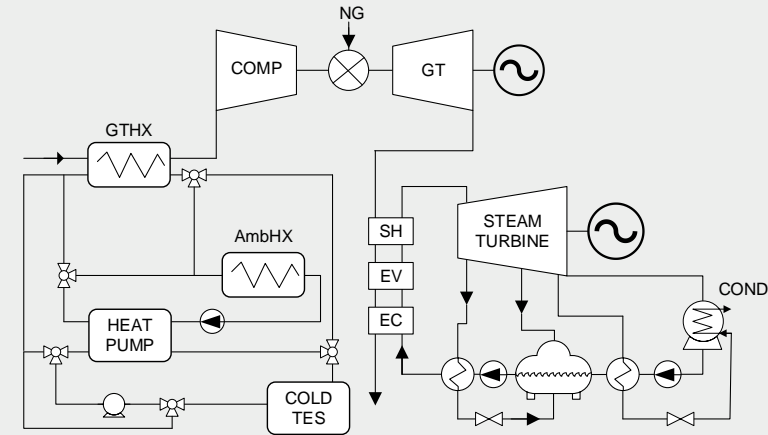 NG
COMP
GT
GTHX
AmbHX
SH
EV
EC
STEAM
TURBINE
COND
HEAT
PUMP
COLD
TES